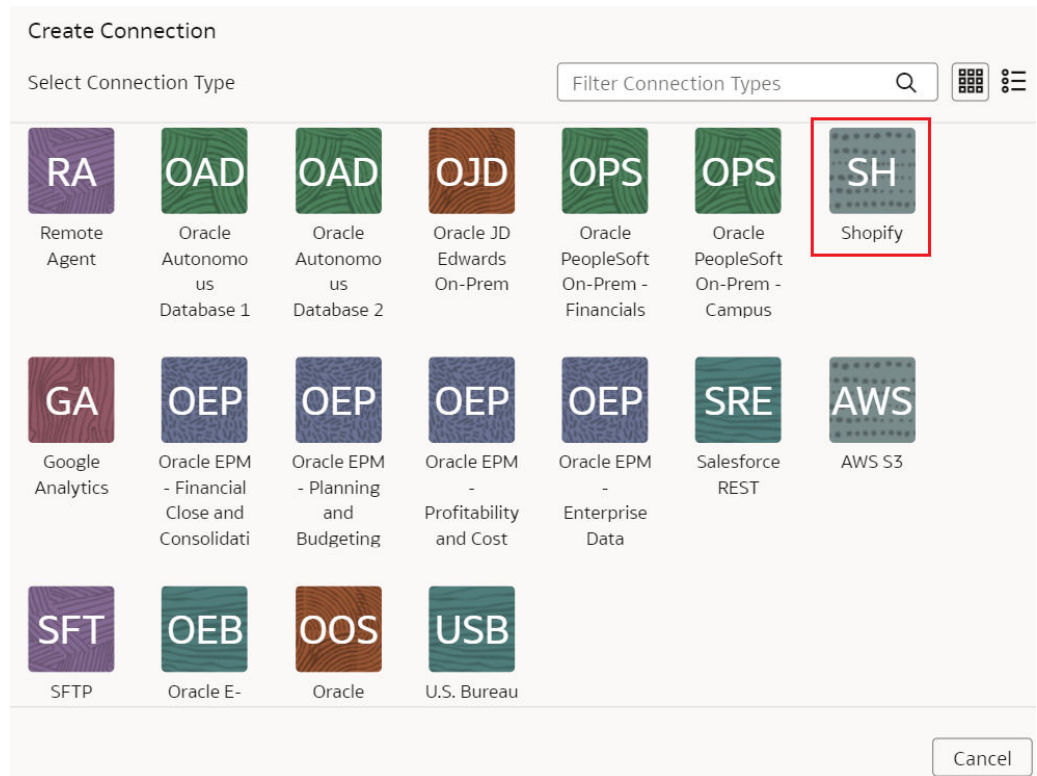 Create Connection
Select Connection Type
Filter Connection Types
RA
OAD
OAD
OJD
OPS
OPS
SH
Remote
Agent
Oracle
Autonomo
us
Database 1
Oracle
Autonomo
us
Database 2
Oracle JD
Edwards
On-Prem
Oracle
PeopleSoft
On-Prem -
Financials
Oracle
PeopleSoft
On-Prem -
Campus
Shopify
GA
OEP
OEP
OEP
OEP
SRE
AWS
Google
Analytics
Oracle EPM
- Financial
Close and
Consolidati
Oracle EPM
- Planning
and
Budgeting
Oracle EPM
-
Profitability
and Cost
Oracle EPM
-
Enterprise
Data
Salesforce
REST
AWS S3
SFT
OEB
OOS
USB
SFTP
Oracle E-
Oracle
U.S. Bureau
Cancel